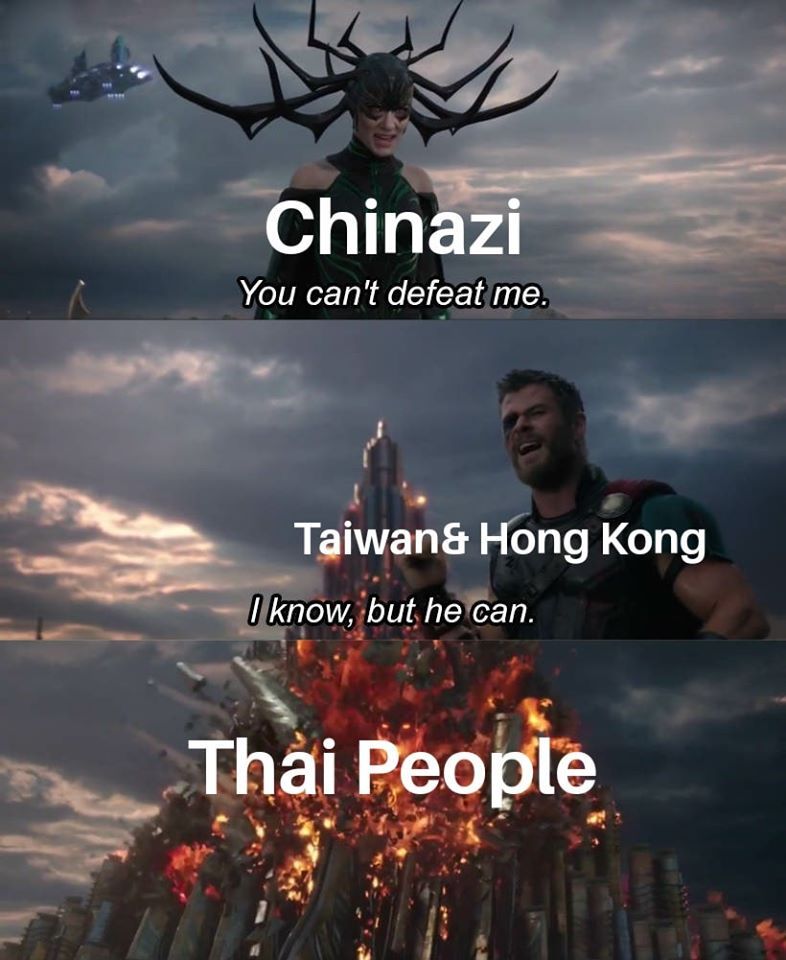 Chinazi
You can't defeat me.
Taiwan& Hong Kong
I know, but he can.
Thai People